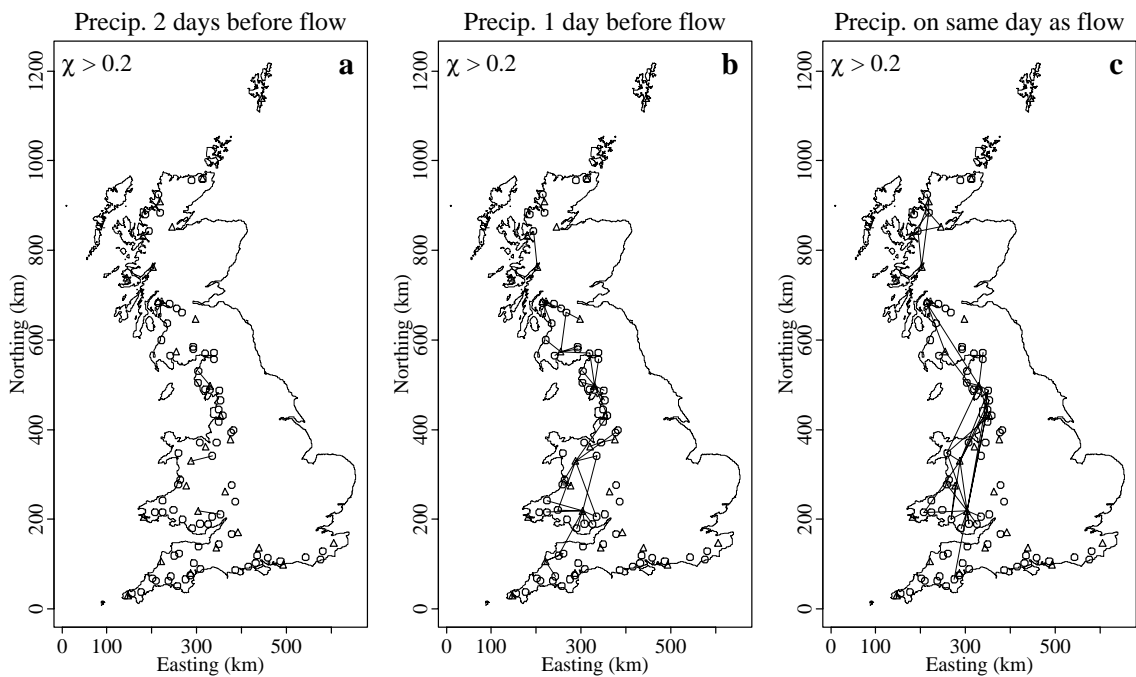 Precip. 2 days before flow
χ > 0.2
a
Northing (km)
0 200 400 600 800 1000 1200
0 100 300 500
Easting (km)
Precip. 1 day before flow
χ > 0.2
b
Northing (km)
0 200 400 600 800 1000 1200
0 100 300 500
Easting (km)
Precip. on same day as flow
χ > 0.2
c
Northing (km)
0 200 400 600 800 1000 1200
0 100 300 500
Easting (km)